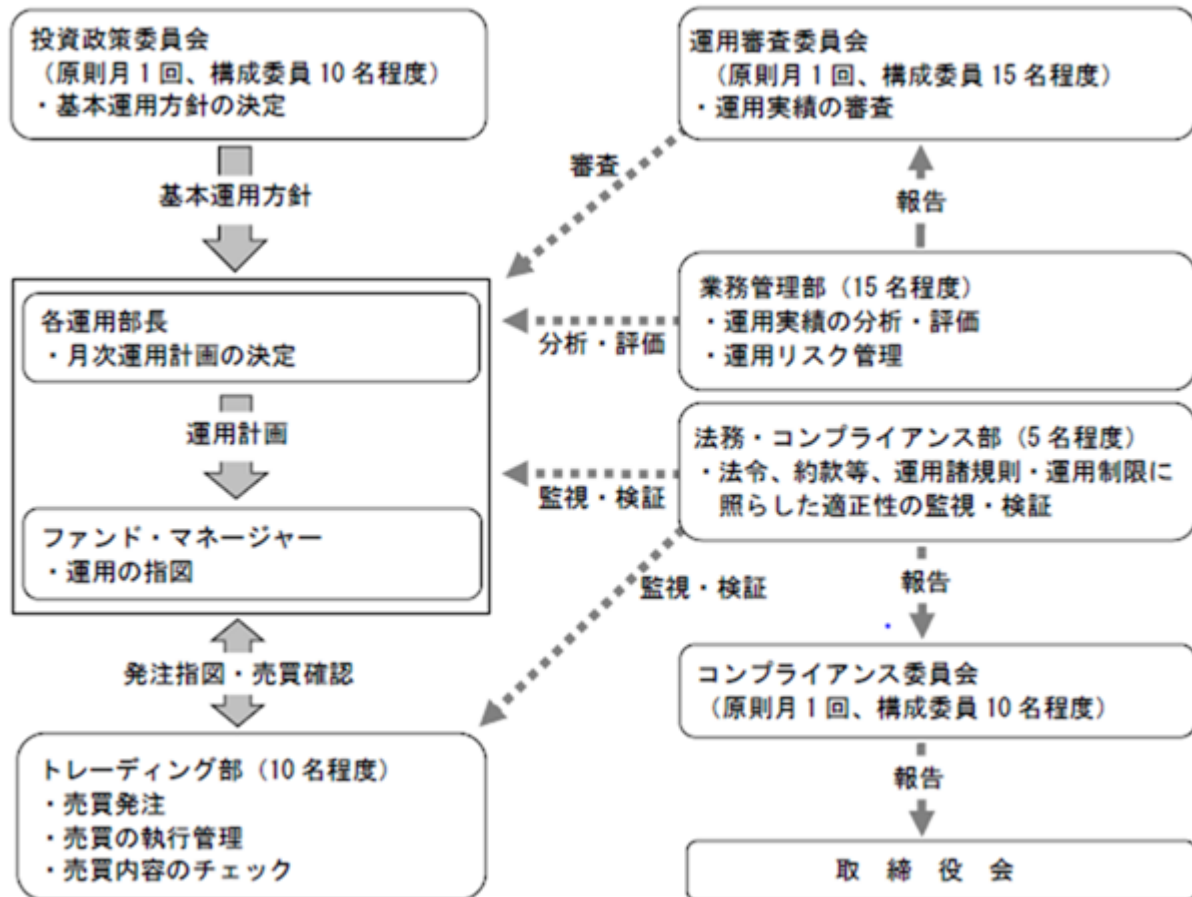 投資政策委員会
（原則月1回、構成委員10名程度）
・基本運用方針の決定
基本運用方針
各運用部長
・月次運用計画の決定
運用計画
ファンド・マネージャー
・運用の指図
発注指図・売買確認
トレーディング部（10名程度）
・売買発注
・売買の執行管理
・売買内容のチェック
運用審査委員会
（原則月1回、構成委員15名程度）
・運用実績の審査
審査
報告
業務管理部（15名程度）
・運用実績の分析・評価
・運用リスク管理
分析・評価
法務・コンプライアンス部（5名程度）
・法令、約款等、運用諸規則・運用制限に
照らした適正性の監視・検証
監視・検証
監視・検証
報告
コンプライアンス委員会
（原則月1回、構成委員10名程度）
報告
取締役会